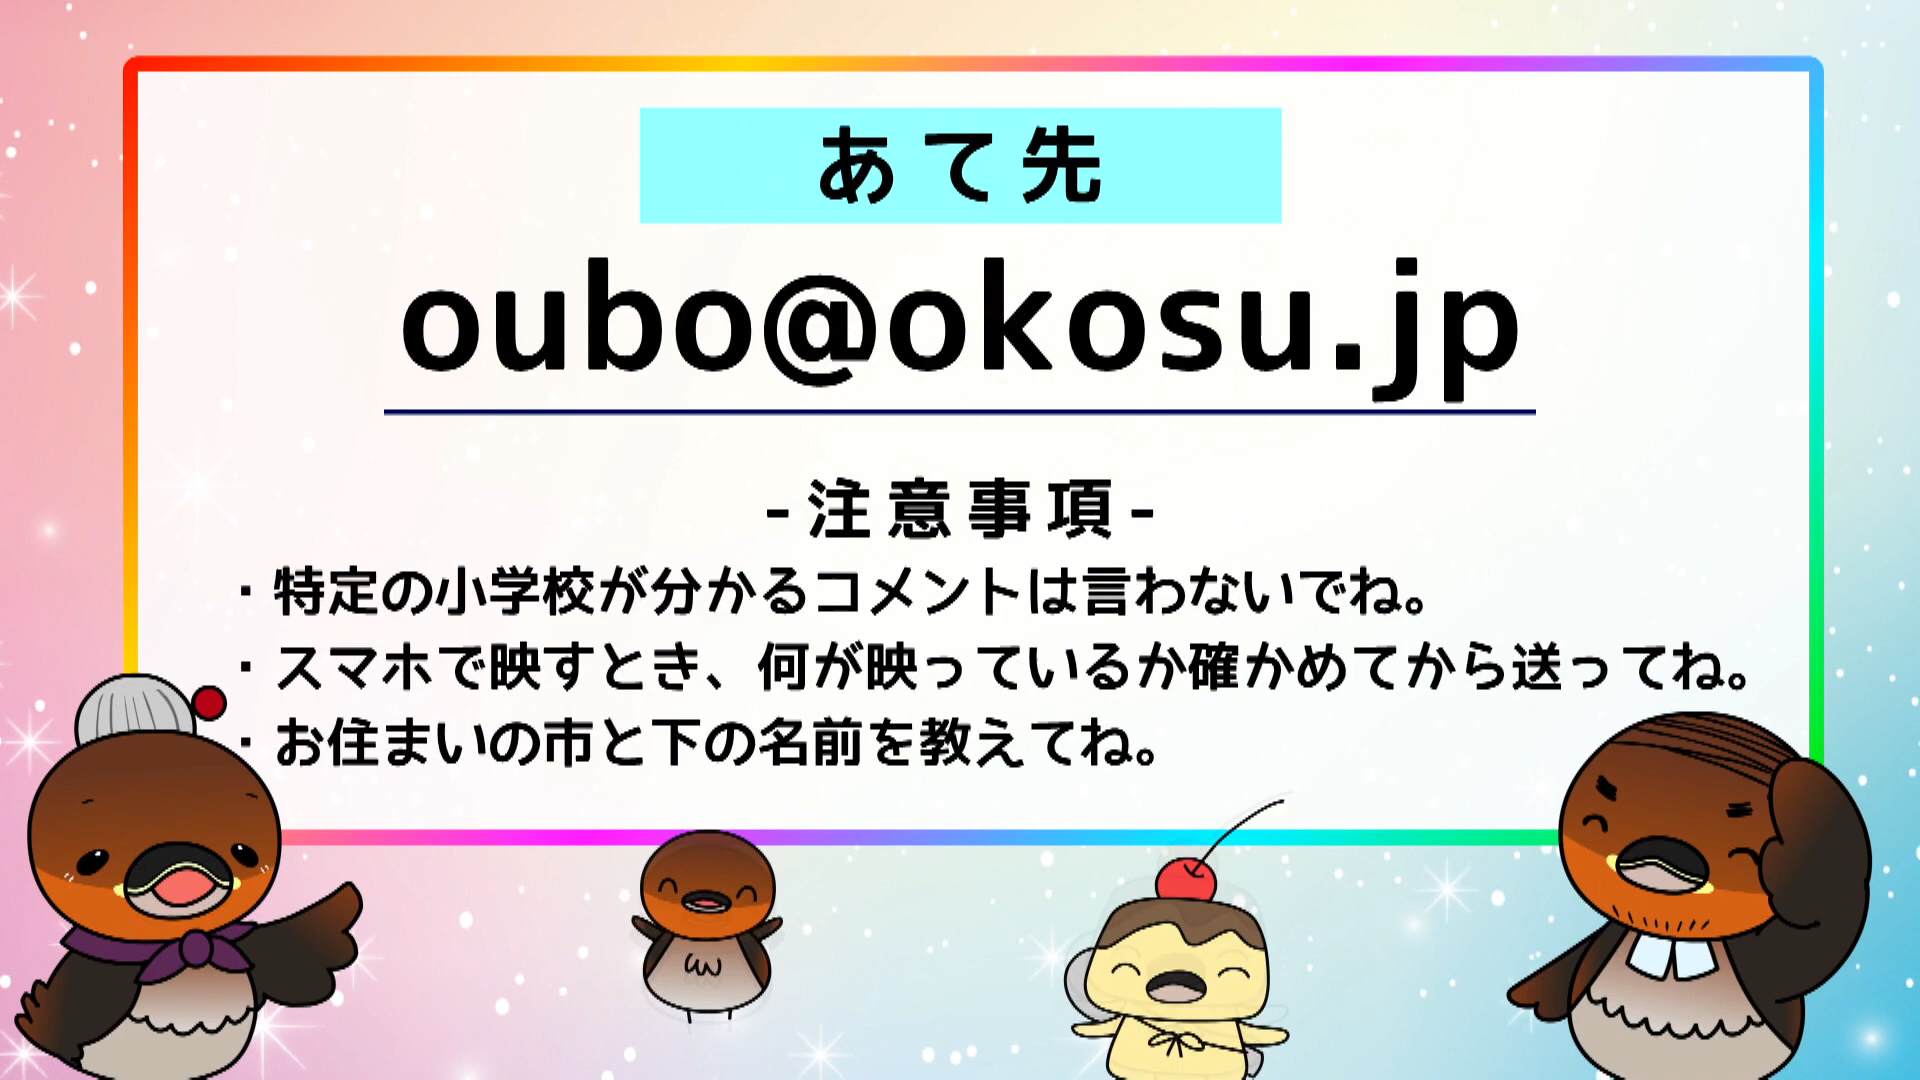 あて先
oubo@okosu.jp
-注意事項-
・特定の小学校が分かるコメントは言わないでね。
・スマホで映すとき、何が映っているか確かめてから送ってね。
・お住まいの市と下の名前を教えてね。